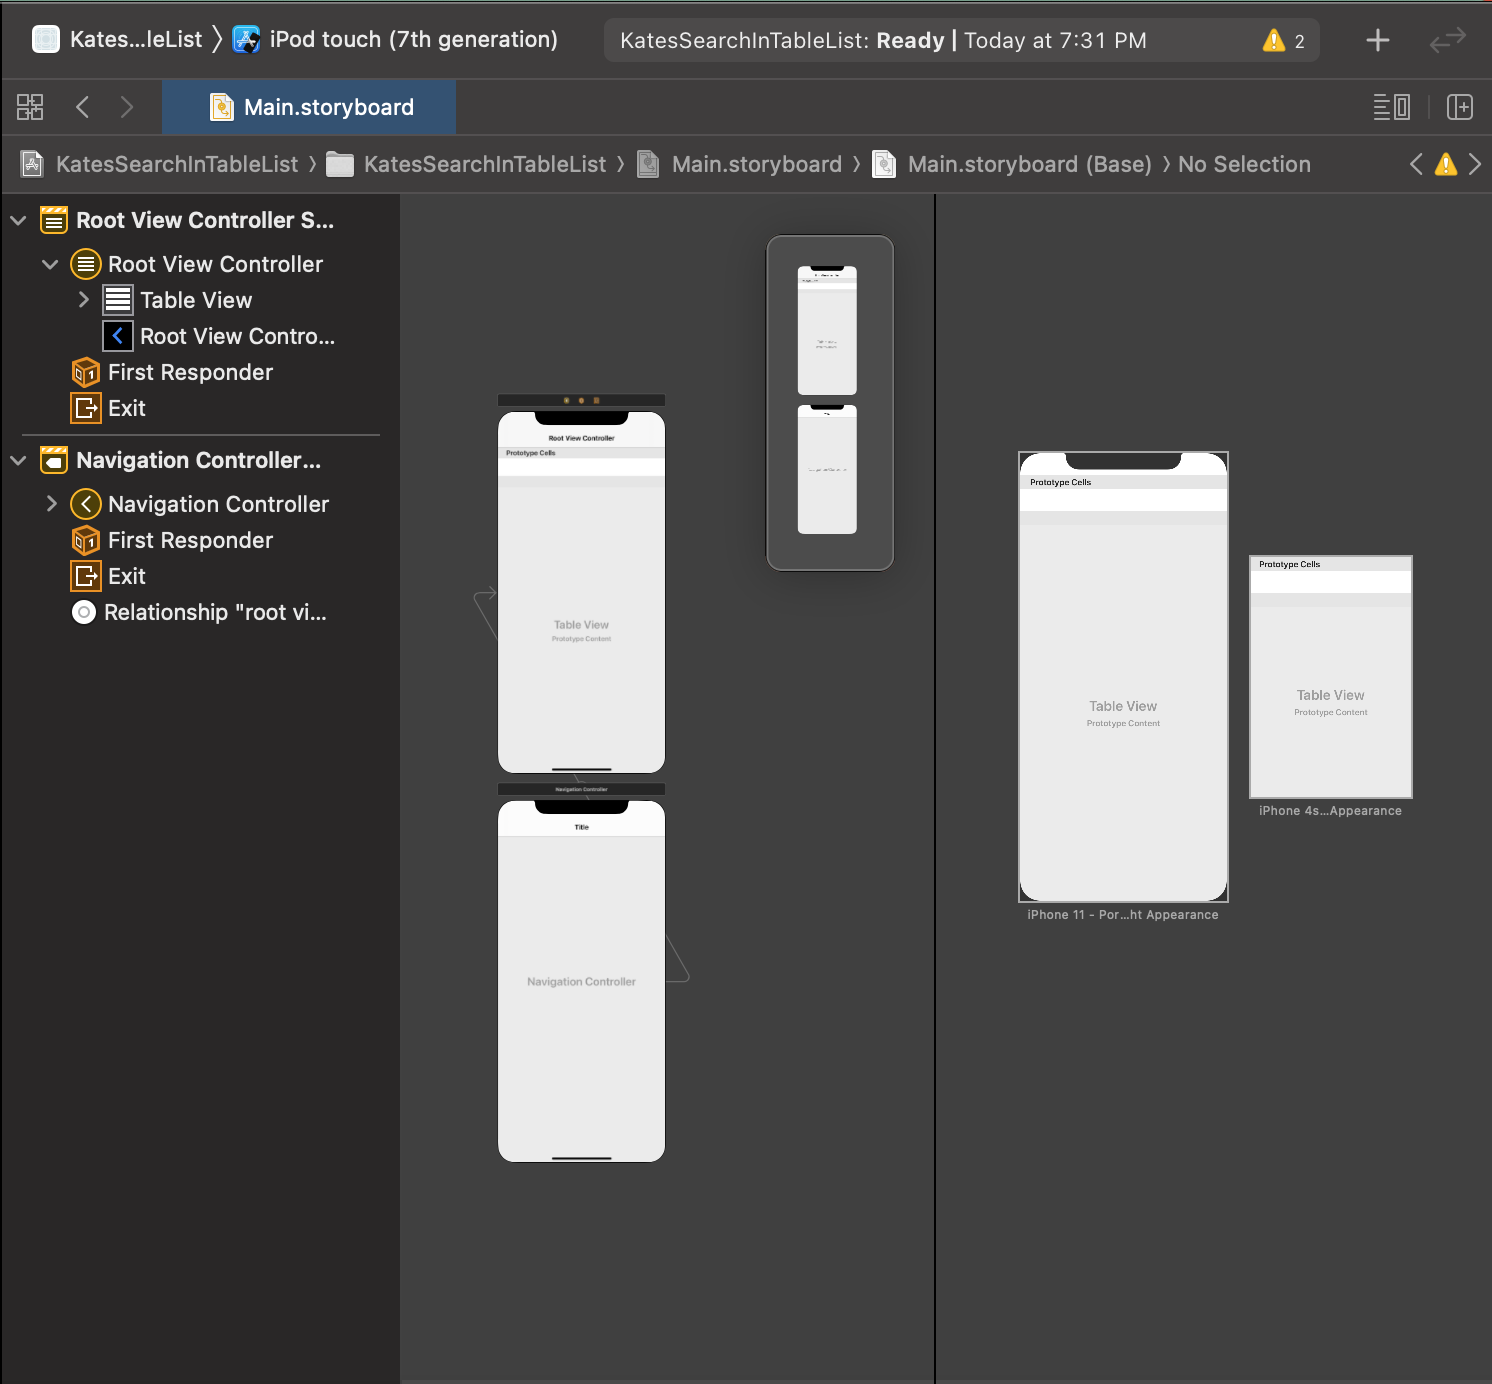 Kates...leList 〉 iPod touch (7th generation)
KatesSearchInTableList: Ready | Today at 7:31 PM
2
Main.storyboard
KatesSearchInTableList 〉 KatesSearchInTableList 〉 Main.storyboard 〉 Main.storyboard (Base) 〉 No Selection
Root View Controller S...
Root View Controller
Table View
Root View Contro...
First Responder
Exit
Navigation Controller...
Navigation Controller
First Responder
Exit
Relationship "root vi...
Root View Controller
Prototype Cells
Table View
Prototype Content
Navigation Controller
Title
Navigation Controller
Prototype Cells
Table View
Prototype Content
iPhone 11 - Por...ht Appearance
Prototype Cells
Table View
Prototype Content
iPhone 4s...Appearance